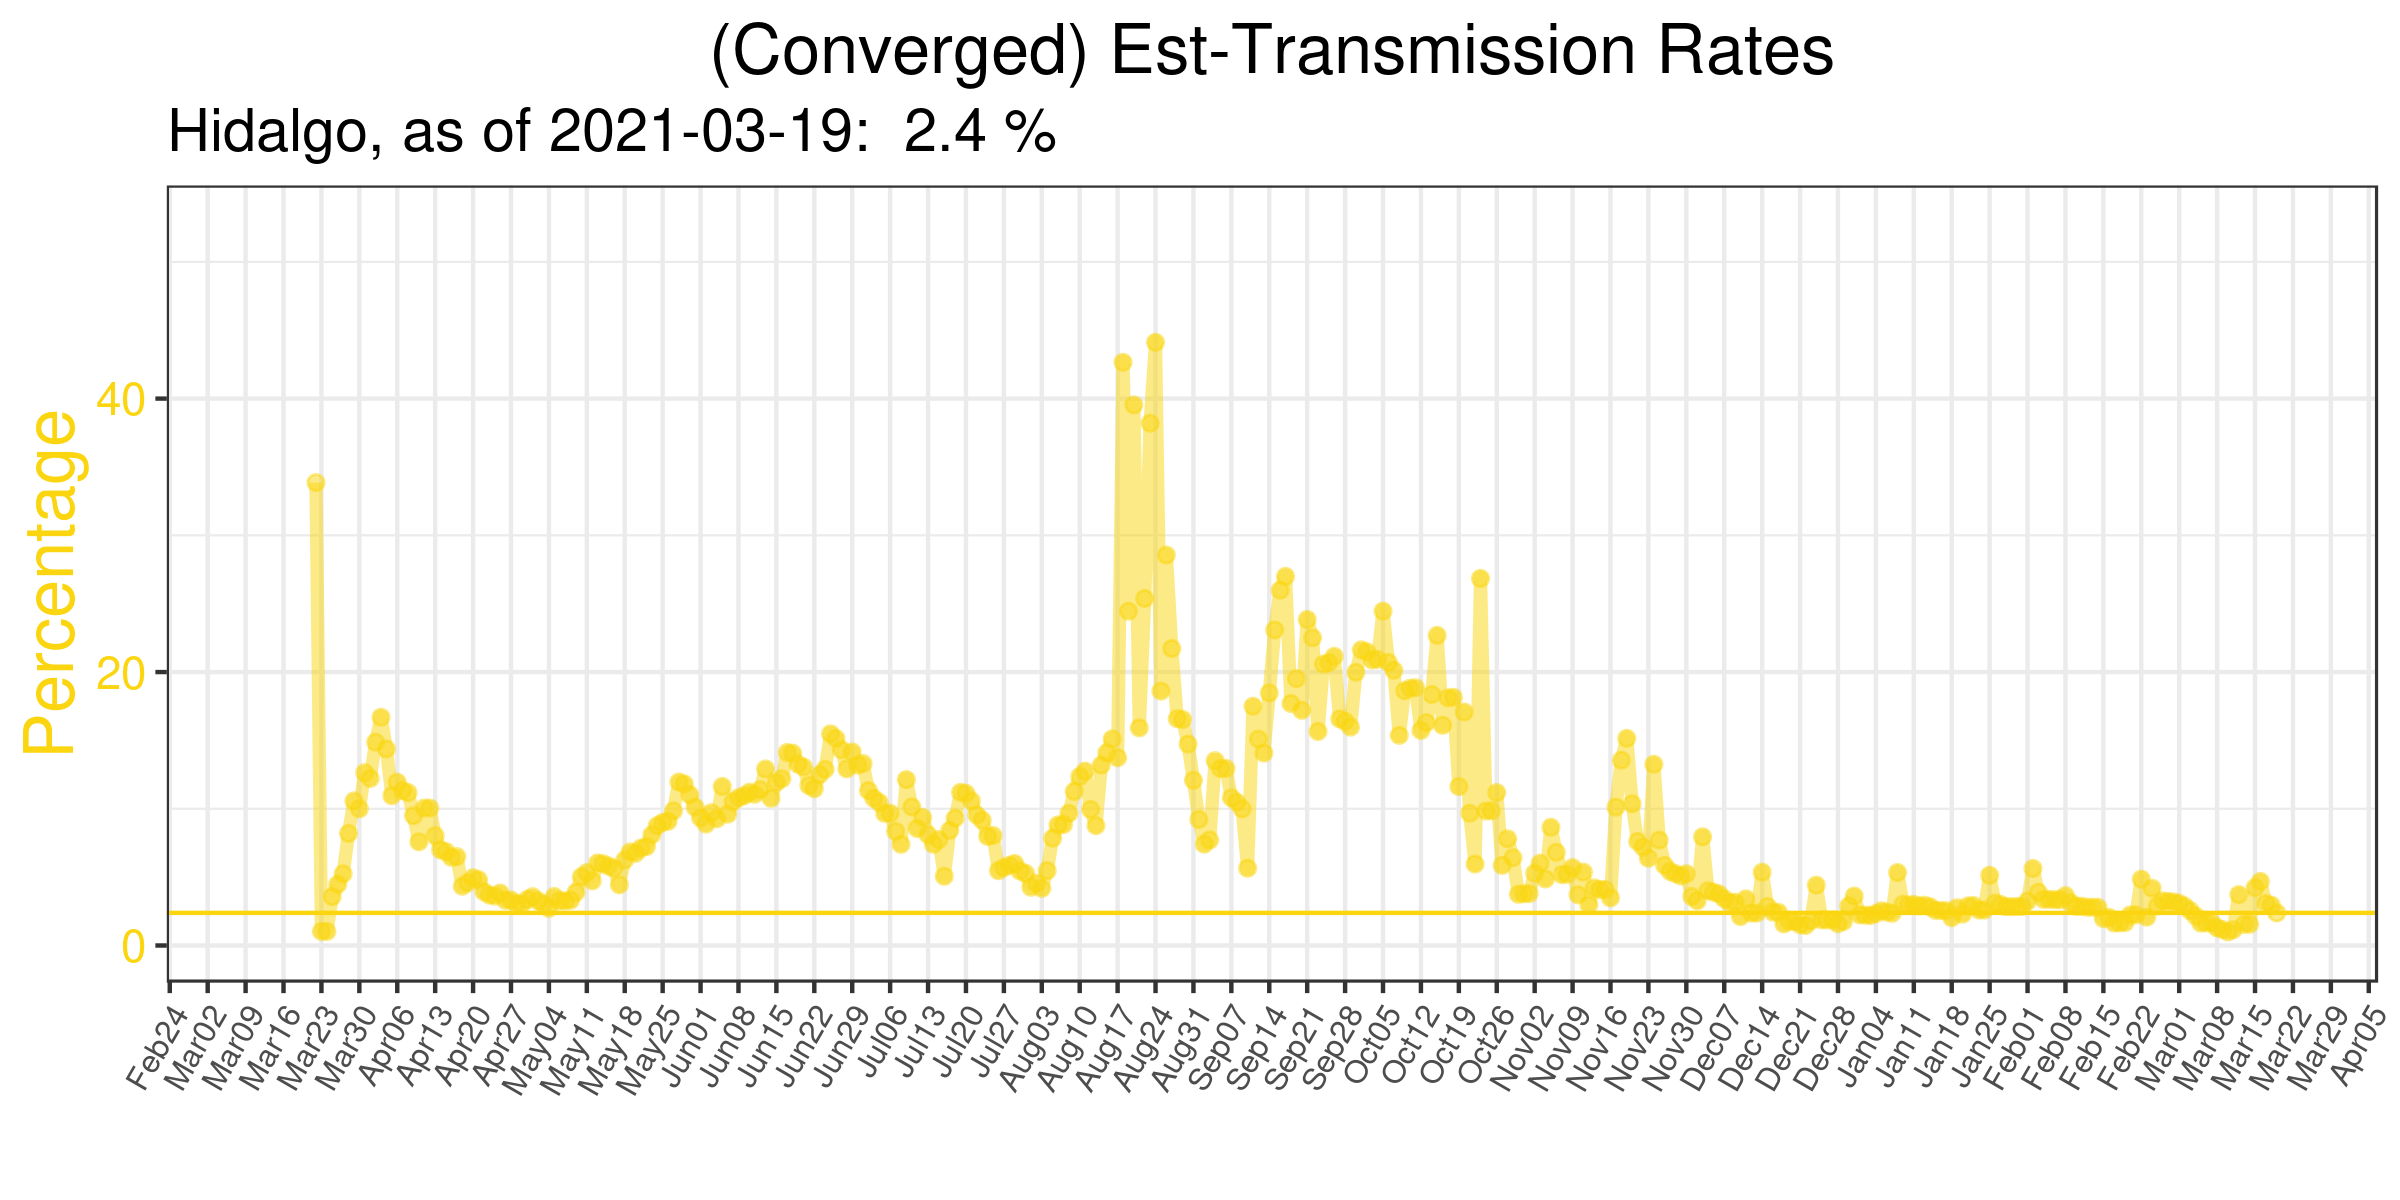 (Converged) Est-Transmission Rates
Hidalgo, as of 2021-03-19:  2.4 %
Percentage
40
20
0
Feb24
Mar02
Mar09
Mar16
Mar23
Mar30
Apr06
Apr13
Apr20
Apr27
May04
May11
May18
May25
Jun01
Jun08
Jun15
Jun22
Jun29
Jul06
Jul13
Jul20
Jul27
Aug03
Aug10
Aug17
Aug24
Aug31
Sep07
Sep14
Sep21
Sep28
Oct05
Oct12
Oct19
Oct26
Nov02
Nov09
Nov16
Nov23
Nov30
Dec07
Dec14
Dec21
Dec28
Jan04
Jan11
Jan18
Jan25
Feb01
Feb08
Feb15
Feb22
Mar01
Mar08
Mar15
Mar22
Mar29
Apr05